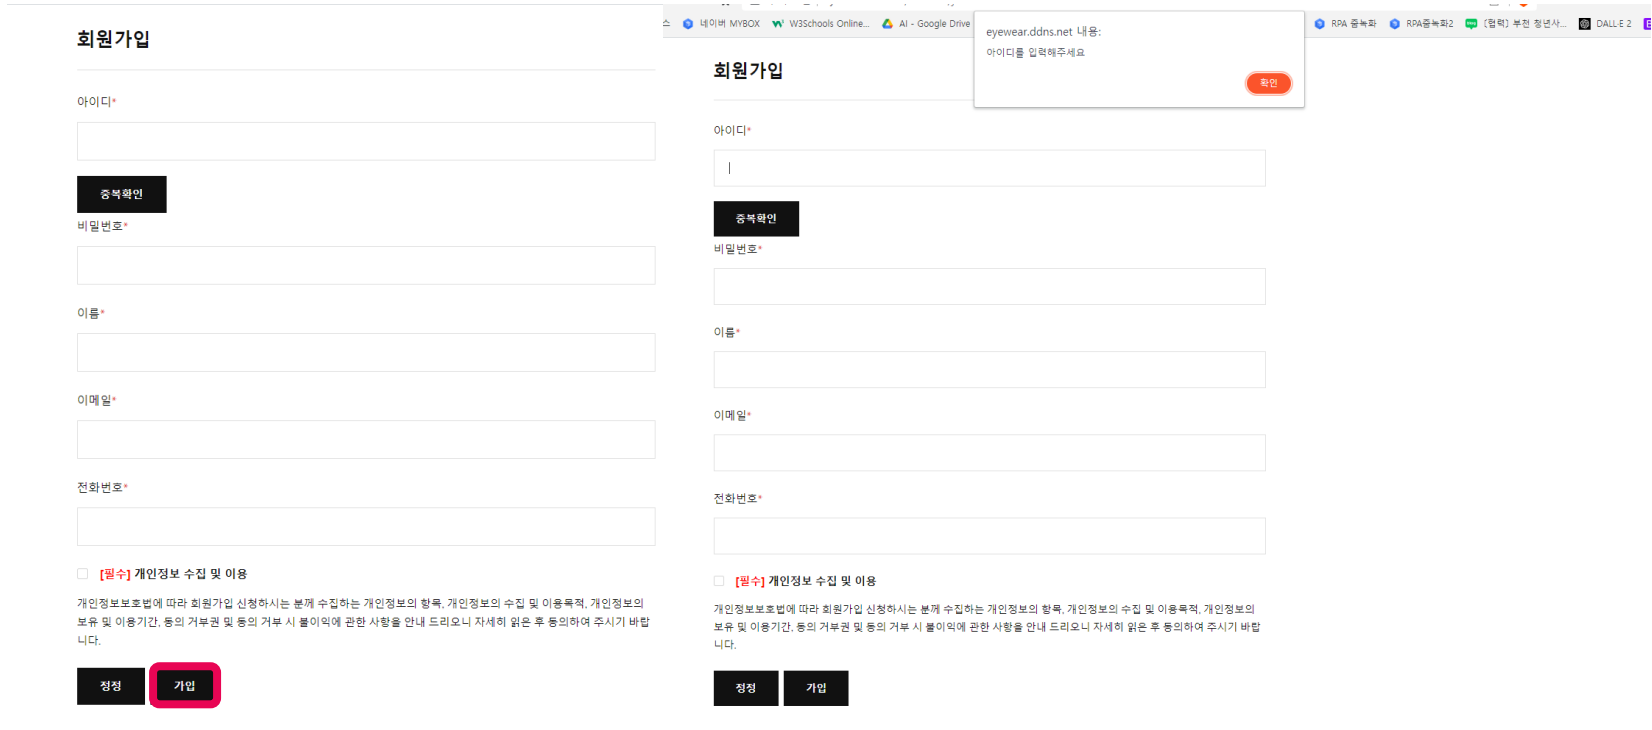 회원가입
아이디*
중복확인
비밀번호*
이름*
이메일*
전화번호*
[필수] 개인정보 수집 및 이용
개인정보보호법에 따라 회원가입 신청하시는 분께 수집하는 개인정보의 항목, 개인정보의 수집 및 이용목적, 개인정보의
보유 및 이용기간, 동의 거부권 및 동의 거부 시 불이익에 관한 사항을 안내 드리오니 자세히 읽은 후 동의하여 주시기 바랍
니다.
정정 가입
네이버 MYBOX W3Schools Online... AI - Google Drive RPA 중녹화 RPA중녹화2 (협력) 부천 청년사... DALL·E 2
eyewear.ddns.net 내용:
아이디를 입력해주세요
확인
회원가입
아이디*
중복확인
비밀번호*
이름*
이메일*
전화번호*
[필수] 개인정보 수집 및 이용
개인정보보호법에 따라 회원가입 신청하시는 분께 수집하는 개인정보의 항목, 개인정보의 수집 및 이용목적, 개인정보의
보유 및 이용기간, 동의 거부권 및 동의 거부 시 불이익에 관한 사항을 안내 드리오니 자세히 읽은 후 동의하여 주시기 바랍
니다.
정정 가입